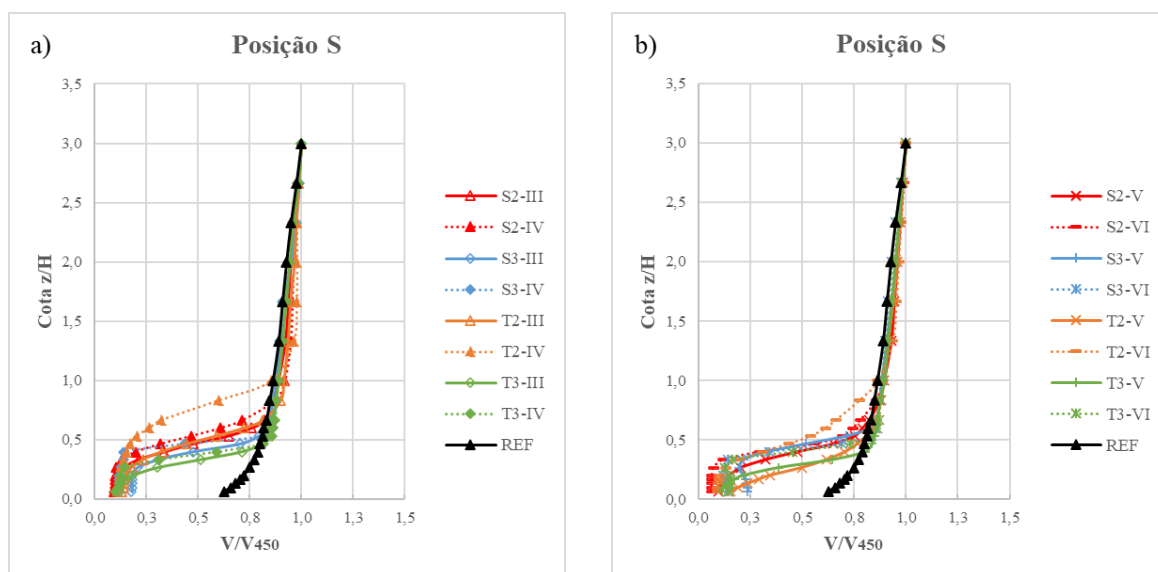 a)
Posição S
3,5
3,0
2,5
2,0
1,5
1,0
0,5
0,0
Cota z/H
0,0 0,3 0,5 0,8 1,0 1,3 1,5
V/V450
S2-III
S2-IV
S3-III
S3-IV
T2-III
T2-IV
T3-III
T3-IV
REF
b)
Posição S
3,5
3,0
2,5
2,0
1,5
1,0
0,5
0,0
Cota z/H
0,0 0,3 0,5 0,8 1,0 1,3 1,5
V/V450
S2-V
S2-VI
S3-V
S3-VI
T2-V
T2-VI
T3-V
T3-VI
REF